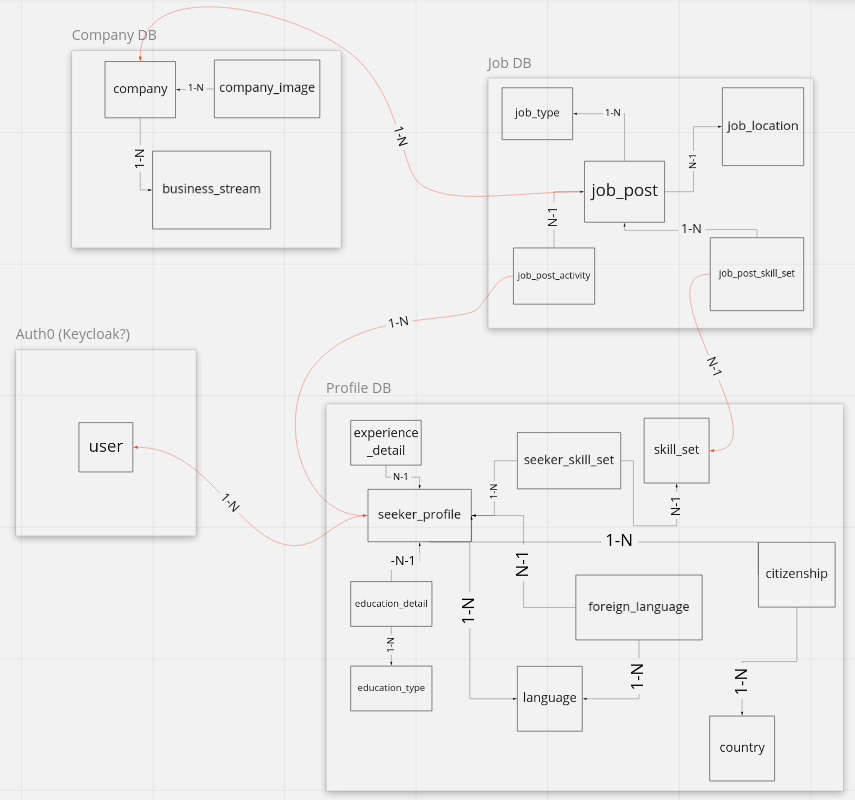 Company DB
company
1-N
company_image
1-N
business_stream
1-N
Job DB
job_type
1-N
job_location
N-1
job_post
N-1
1-N
job_post_activity
job_post_skill_set
1-N
N-1
Auth0 (Keycloak?)
user
1-N
Profile DB
experience
_detail
N-1
seeker_skill_set
1-N
skill_set
N-1
seeker_profile
1-N
-N-1
N-1
citizenship
education_detail
1-N
foreign_language
1-N
1-N
education_type
language
1-N
country